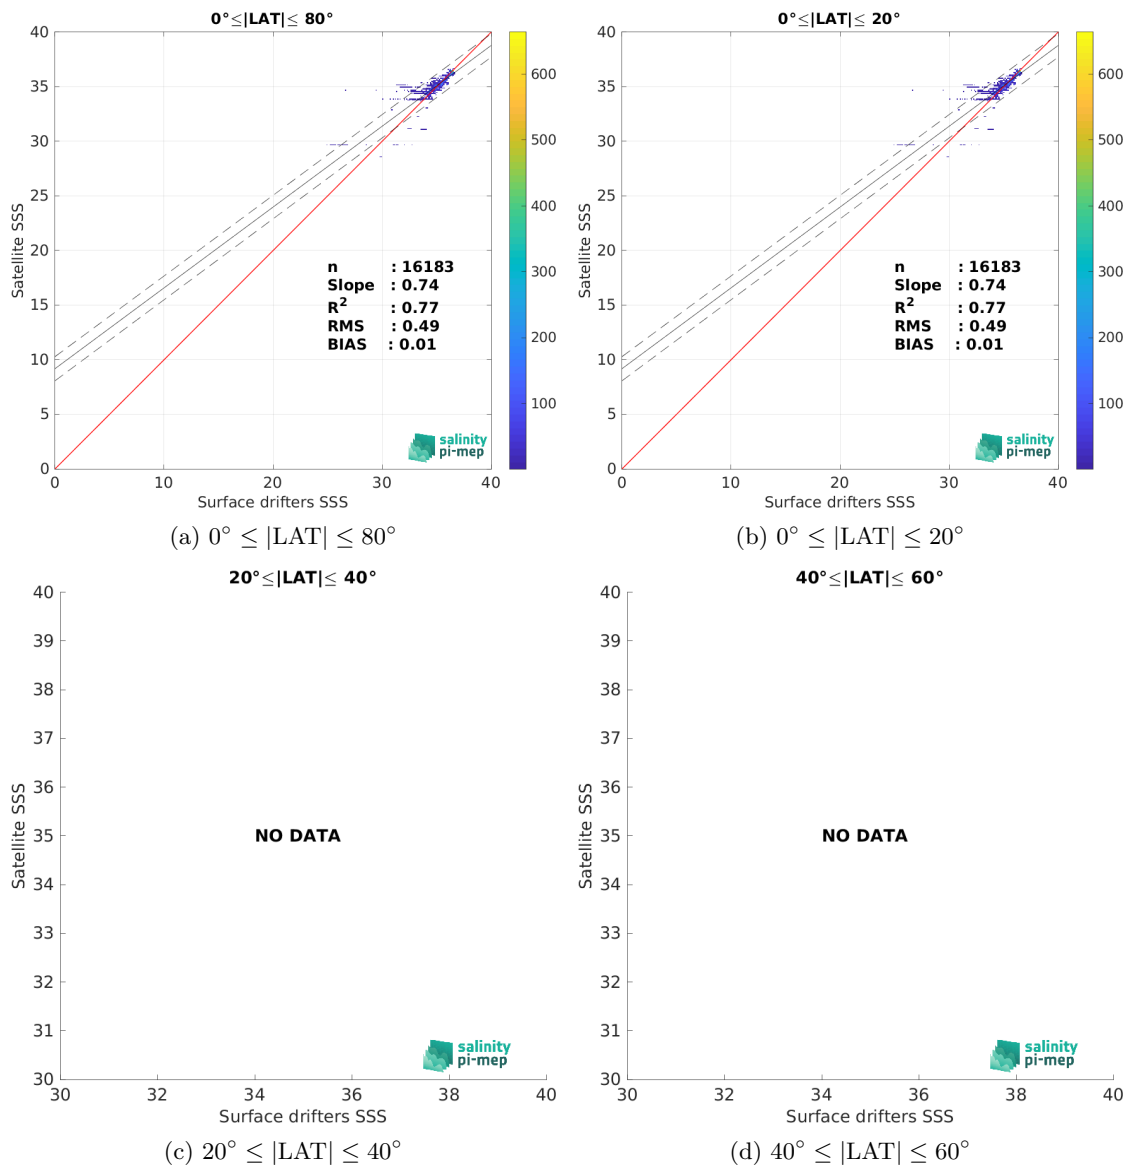 0°≤|LAT|≤ 80°
40
35
30
25
20
15
10
5
0
0
10
20
30
40
Satellite SSS
Surface drifters SSS
n : 16183
Slope : 0.74
R2 : 0.77
RMS : 0.49
BIAS : 0.01
600
500
400
300
200
100
salinity
pi-mep
(a) 0° ≤ |LAT| ≤ 80°
0°≤|LAT|≤ 20°
40
35
30
25
20
15
10
5
0
0
10
20
30
40
Satellite SSS
Surface drifters SSS
n : 16183
Slope : 0.74
R2 : 0.77
RMS : 0.49
BIAS : 0.01
600
500
400
300
200
100
salinity
pi-mep
(b) 0° ≤ |LAT| ≤ 20°
20°≤|LAT|≤ 40°
40
39
38
37
36
35
34
33
32
31
30
30
32
34
36
38
40
Satellite SSS
NO DATA
Surface drifters SSS
salinity
pi-mep
(c) 20° ≤ |LAT| ≤ 40°
40°≤|LAT|≤ 60°
40
39
38
37
36
35
34
33
32
31
30
30
32
34
36
38
40
Satellite SSS
NO DATA
Surface drifters SSS
salinity
pi-mep
(d) 40° ≤ |LAT| ≤ 60°